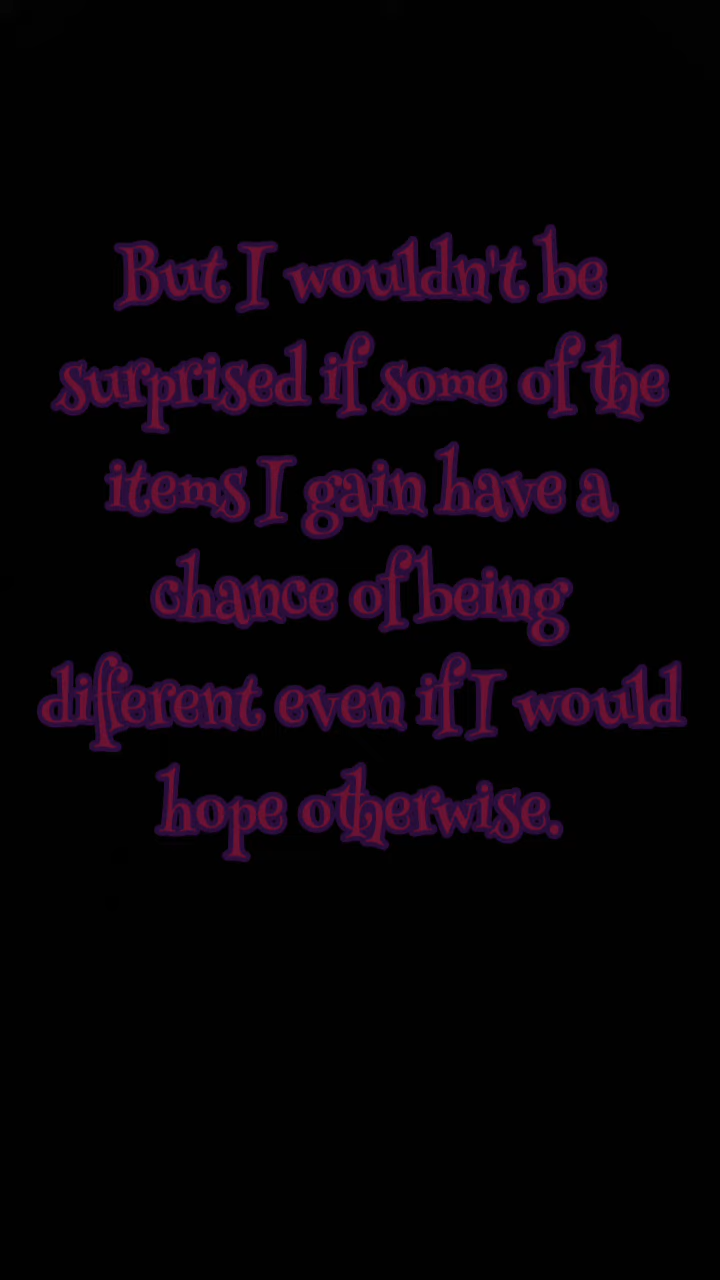 But I wouldn't be
surprised if some of the
items I gain have a
chance of being
different even if I would
hope otherwise.